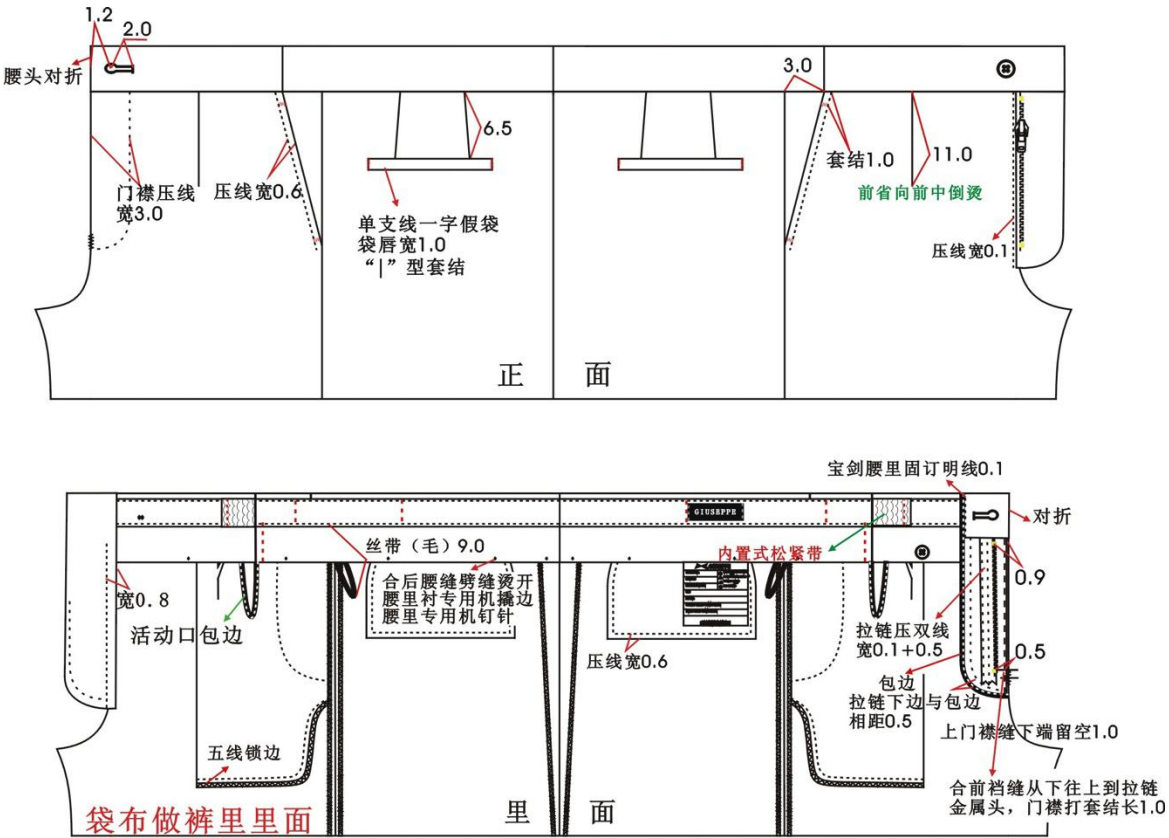 1.2
2.0
腰头对折
3.0
6.5
套结1.0
11.0
门襟压线
宽3.0
压线宽0.6
前省向前中倒烫
单支线一字假袋
袋唇宽1.0
“|”型套结
压线宽0.1
正 面
宝剑腰里固订明线0.1
GIUSEPPE
对折
丝带（毛）9.0
内置式松紧带
合后腰缝劈缝烫开
腰里衬专用机撬边
腰里专用机钉针
0.9
宽0.8
活动口包边
拉链压双线
宽0.1+0.5
压线宽0.6
0.5
包边
拉链下边与包边
相距0.5
上门襟缝下端留空1.0
五线锁边
合前裆缝从下往上到拉链
金属头，门襟打套结长1.0
袋布做裤里里面
里 面